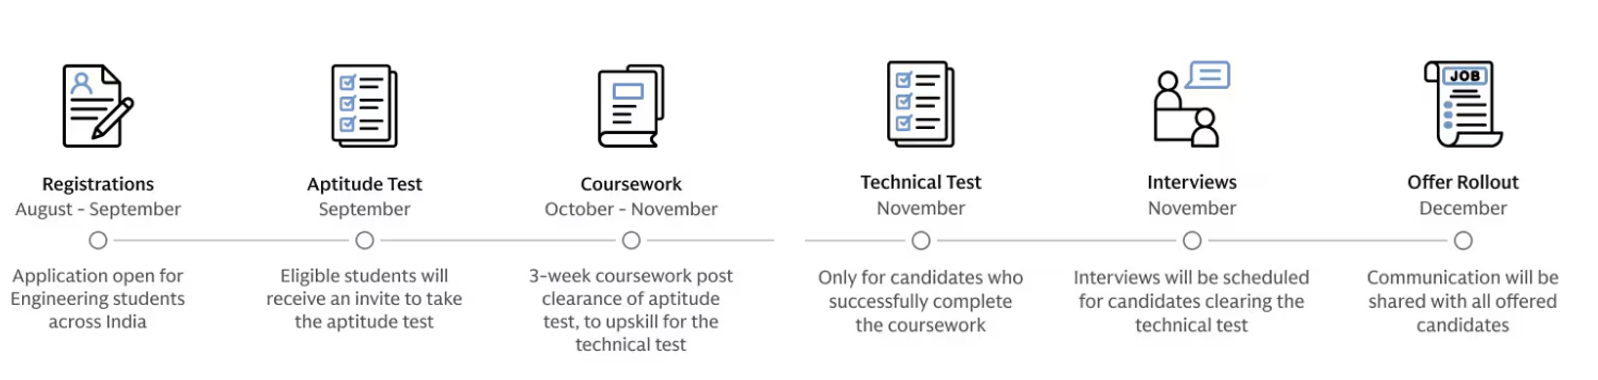 Registrations
August - September
Application open for
Engineering students
across India
Aptitude Test
September
Eligible students will
receive an invite to take
the aptitude test
Coursework
October - November
3-week coursework post
clearance of aptitude
test, to upskill for the
technical test
Technical Test
November
Only for candidates who
successfully complete
the coursework
Interviews
November
Interviews will be scheduled
for candidates clearing the
technical test
JOB
Offer Rollout
December
Communication will be
shared with all offered
candidates